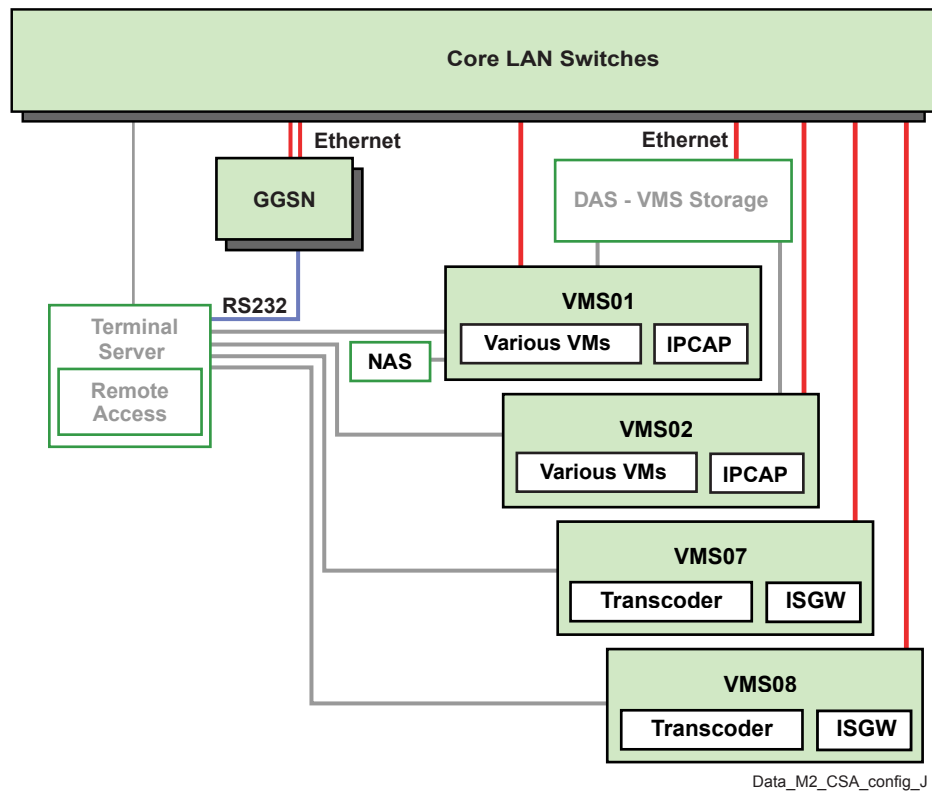 Core LAN Switches
Ethernet
Ethernet
GGSN
DAS - VMS Storage
RS232
VMS01
Various VMs
IPCAP
Terminal
Server
NAS
Remote
Access
VMS02
Various VMs
IPCAP
VMS07
Transcoder
ISGW
VMS08
Transcoder
ISGW
Data_M2_CSA_config_J